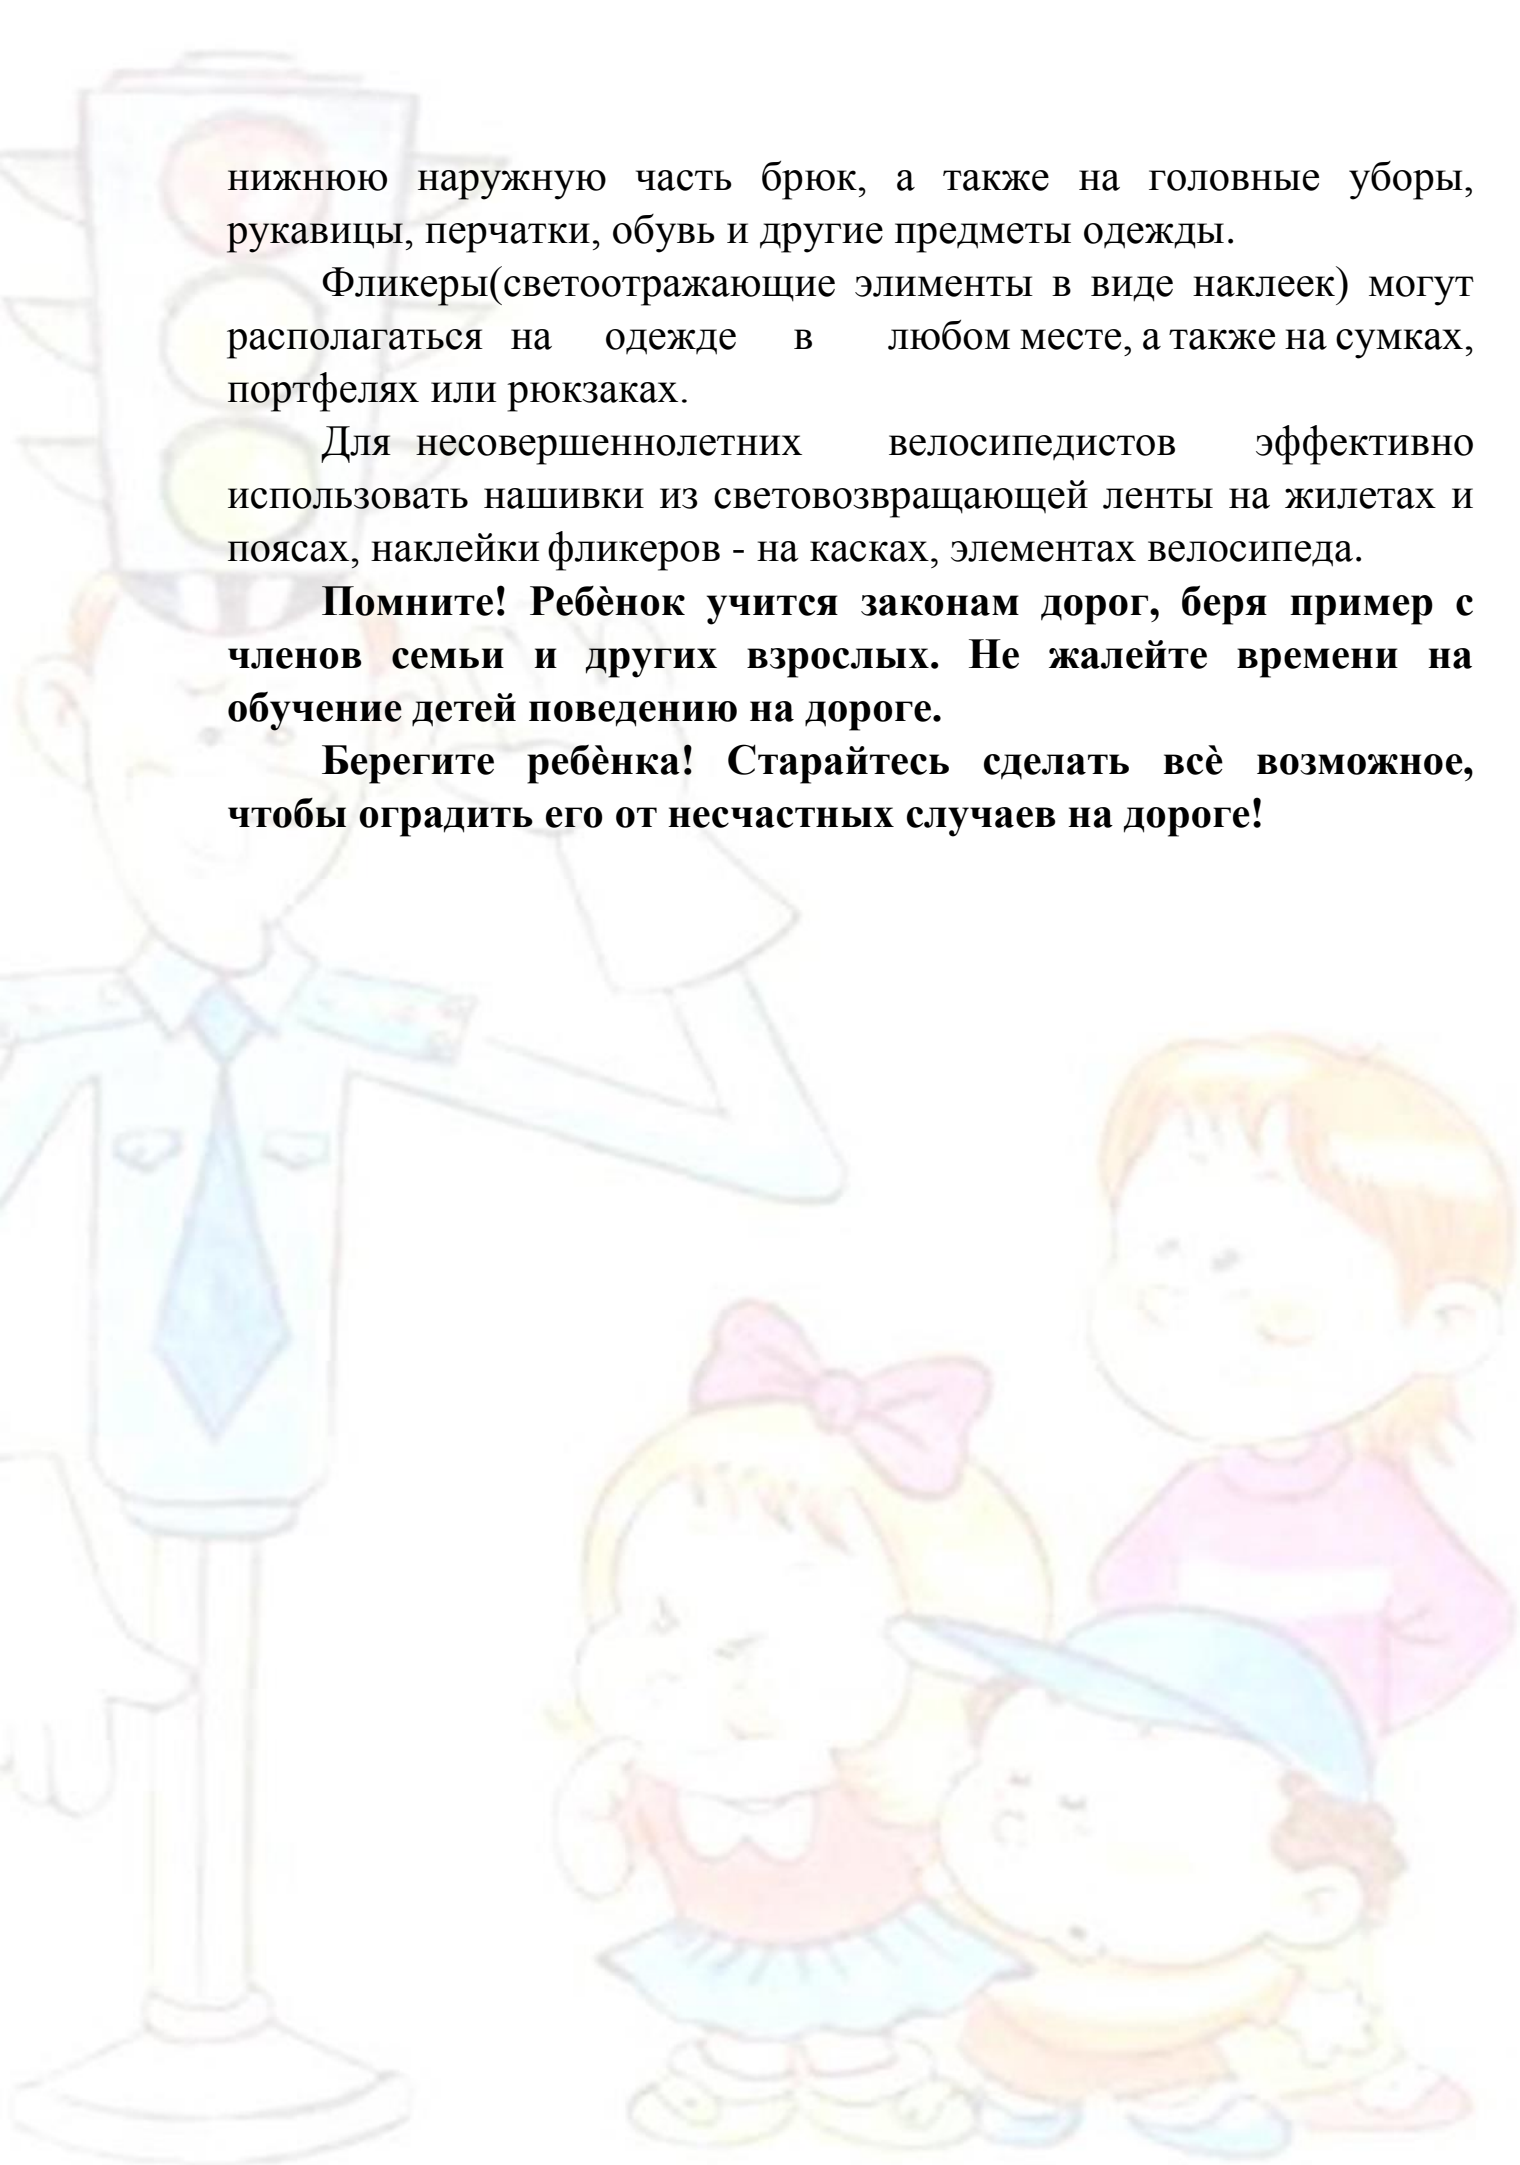 нижнюю наружную часть брюк, а также на головные уборы,
рукавицы, перчатки, обувь и другие предметы одежды.
Фликеры(светоотражающие элименты в виде наклеек) могут
располагаться на одежде в любом месте, а также на сумках,
портфелях или рюкзаках.
Для несовершеннолетних велосипедистов эффективно
использовать нашивки из световозвращающей ленты на жилетах и
поясах, наклейки фликеров - на касках, элементах велосипеда.
Помните! Ребѐнок учится законам дорог, беря пример с
членов семьи и других взрослых. Не жалейте времени на
обучение детей поведению на дороге.
Берегите ребѐнка! Старайтесь сделать всѐ возможное,
чтобы оградить его от несчастных случаев на дороге!